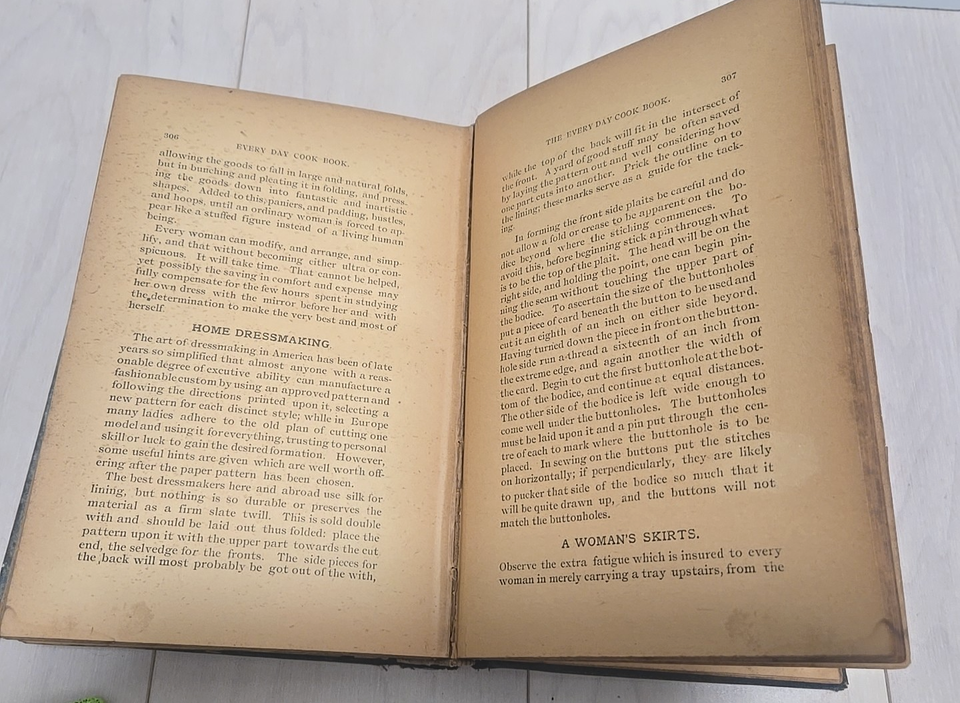 306
EVERY DAY COOK BOOK.
allowing the goods to fall in large and natural folds,
but in bunching and pleating it in folding, and press-
ing the goods down into fantastic and inartistic
shapes. Added to this, paniers, and padding, bustles,
and hoops, until an ordinary woman is forced to ap-
pear like a stuffed figure instead of a living human
being.
Every woman can modify, and arrange, and simp-
lify, and that without becoming either ultra or con-
spicuous. It will take time That cannot be helped,
yet possibly the saving in comfort and expense may
fully compensate for the few hours spent in studying
her own dress with the mirror before her and with
the determination to make the very best and most of
herself.
HOME DRESSMAKING.
The art of dressmaking in America has been of late
years so simplified that almost anyone with a reas-
onable degree of excutive ability can manufacture a
fashionable custom by using an approved pattern and
following the directions printed upon it, selecting a
new pattern for each distinct style; while in Europe
many ladies adhere to the old plan of cutting one
model and using it for everything, trusting to personal
skill or luck to gain the desired formation. However,
some useful hints are given which are well worth off-
ering after the paper pattern has been chosen.
The best dressmakers here and abroad use silk for
lining, but nothing is so durable or preserves the
material as a firm slate twill. This is sold double
with and should be laid out thus folded: place the
pattern upon it with the upper part towards the cut
end, the selvedge for the fronts. The side pieces for
the back will most probably be got out of the with,
307
THE EVERY DAY COOK BOOK.
while the top of the back will fit in the intersect of
the front. A yard of good stuff may be often saved
by laying the pattern out and well considering how
one part cuts into another. Prick the outline on to
the lining; these marks serve as a guide for the tack-
ing.
In forming the front side plaits be careful and do
not allow a fold or crease to be apparent on the bo-
dice beyond where the stiching commences. To
avoid this, before beginning stick a pin through what
is to be the top of the plait. The head will be on the
right side, and holding the point, one can begin pin-
ning the seam without touching the upper part of
the bodice. To ascertain the size of the buttonholes
put a piece of card beneath the button to be used and
cut it an eighth of an inch on either side beyond.
Having turned down the piece in front on the button-
hole side run a thread a sixteenth of an inch from
the extreme edge, and again another the width of
the card. Begin to cut the first buttonhole at the bot-
tom of the bodice, and continue at equal distances.
The other side of the bodice is left wide enough to
come well under the buttonholes. The buttonholes
must be laid upon it and a pin put through the cen-
tre of each to mark where the buttonhole is to be
placed. In sewing on the buttons put the stitches
on horizontally; if perpendicularly, they are likely
to pucker that side of the bodice so much that it
will be quite drawn up, and the buttons will not
match the buttonholes.
A WOMAN'S SKIRTS.
Observe the extra fatigue which is insured to every
woman in merely carrying a tray upstairs, from the